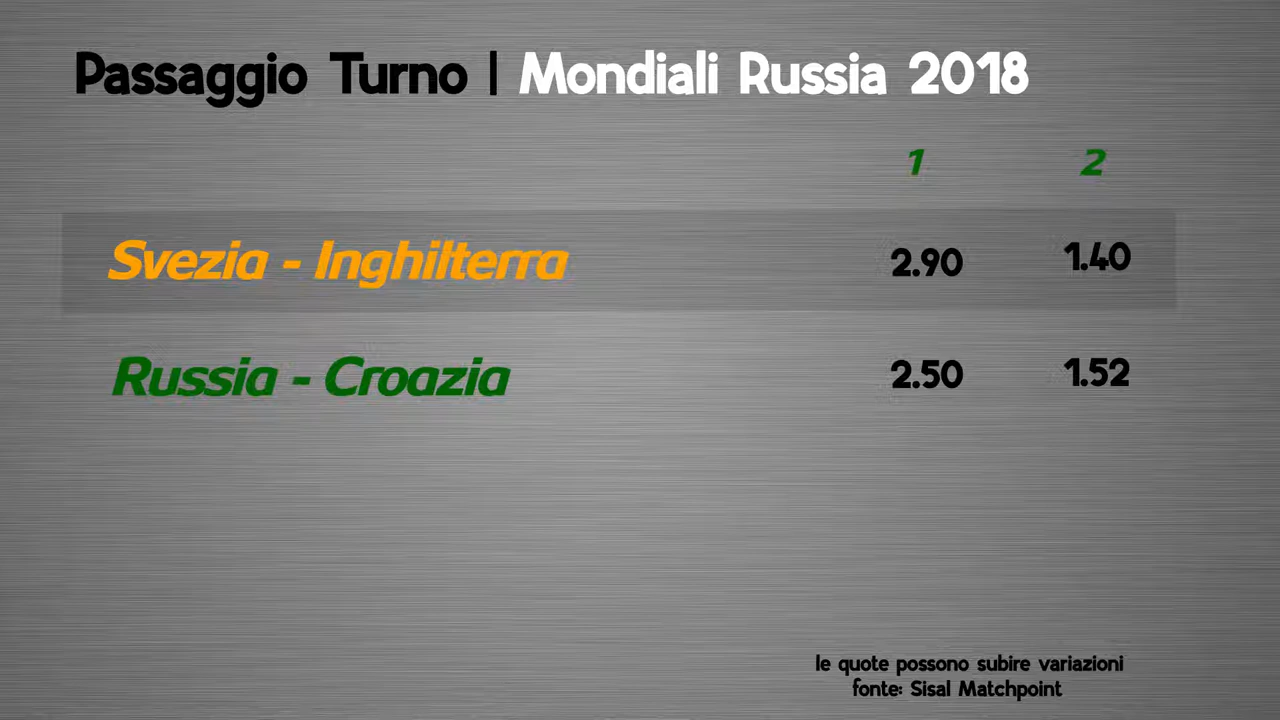 Passaggio Turno | Mondiali Russia 2018
1 2
Svezia - Inghilterra 2.90 1.40
Russia - Croazia 2.50 1.52
le quote possono subire variazioni
fonte: Sisal Matchpoint